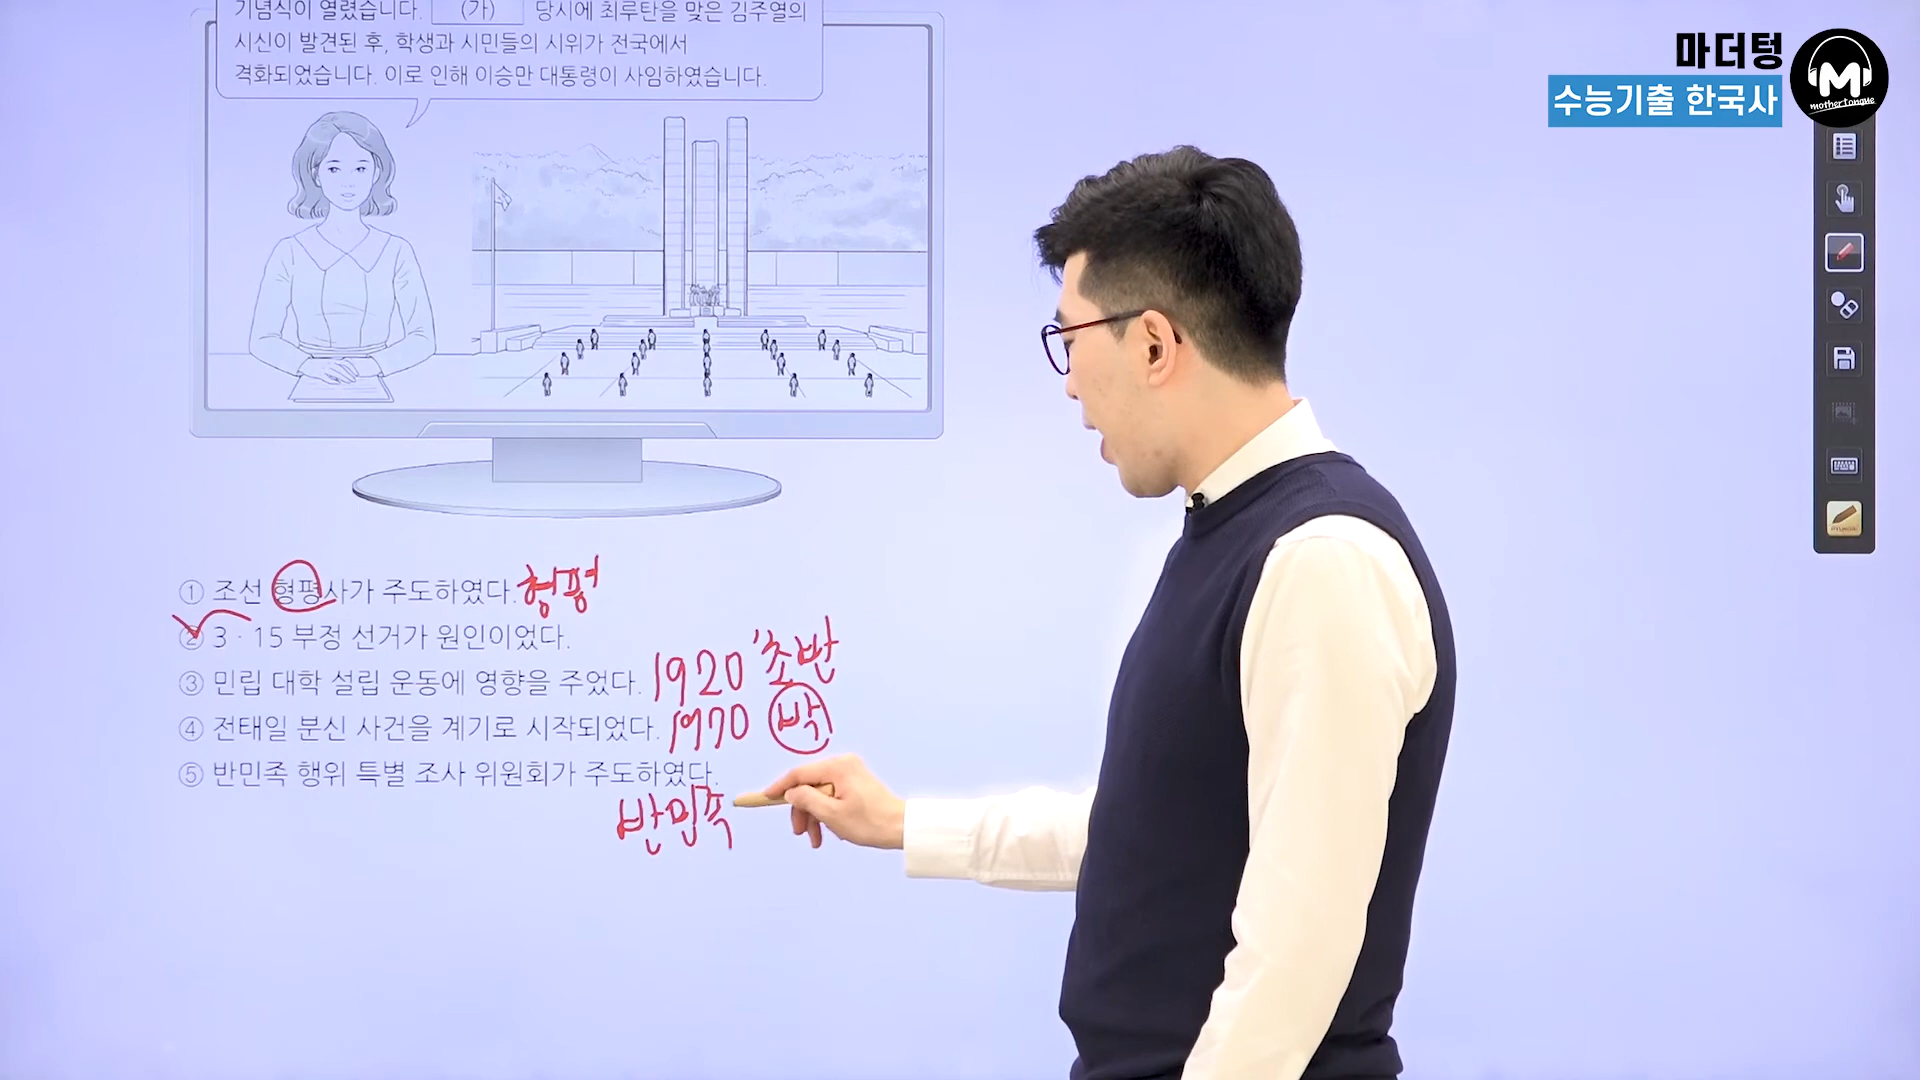 기념식이 열렸습니다. (가) 당시에 최루탄을 맞은 김주열의
시신이 발견된 후, 학생과 시민들의 시위가 전국에서
격화되었습니다. 이로 인해 이승만 대통령이 사임하였습니다.
마더텅
수능기출 한국사
M
mothertongue
① 조선 형평사가 주도하였다. 형평
② 3·15 부정 선거가 원인이었다.
③ 민립 대학 설립 운동에 영향을 주었다. 1920'초반
④ 전태일 분신 사건을 계기로 시작되었다. 1970 박
⑤ 반민족 행위 특별 조사 위원회가 주도하였다.
반민족